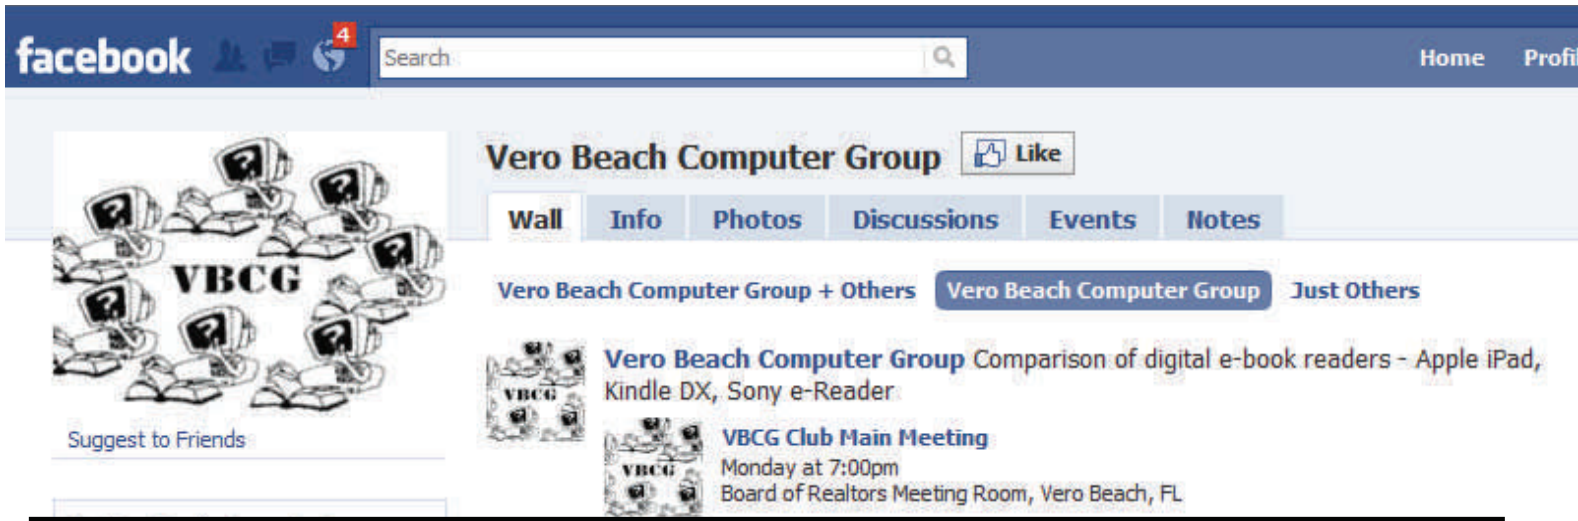 facebook
4
Search
Home Profil
Vero Beach Computer Group Like
Wall Info Photos Discussions Events Notes
VBCG
Vero Beach Computer Group + Others Vero Beach Computer Group Just Others
Vero Beach Computer Group Comparison of digital e-book readers - Apple iPad,
Kindle DX, Sony e-Reader
VBCG
Suggest to Friends
VBCG Club Main Meeting
VBCG
Monday at 7:00pm
Board of Realtors Meeting Room, Vero Beach, FL